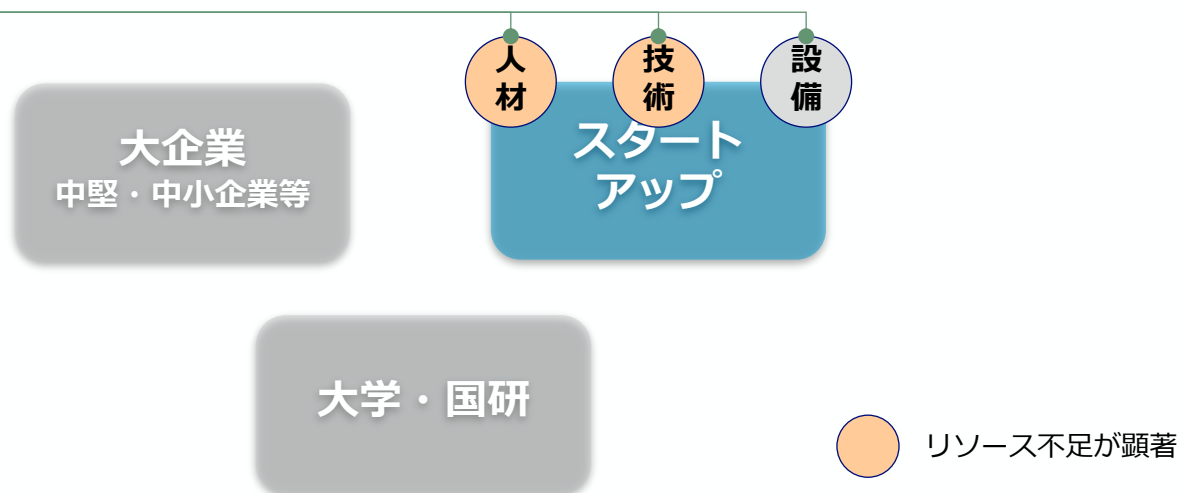 人材
技術
設備
大企業
中堅・中小企業等
スタート
アップ
大学・国研
リソース不足が顕著